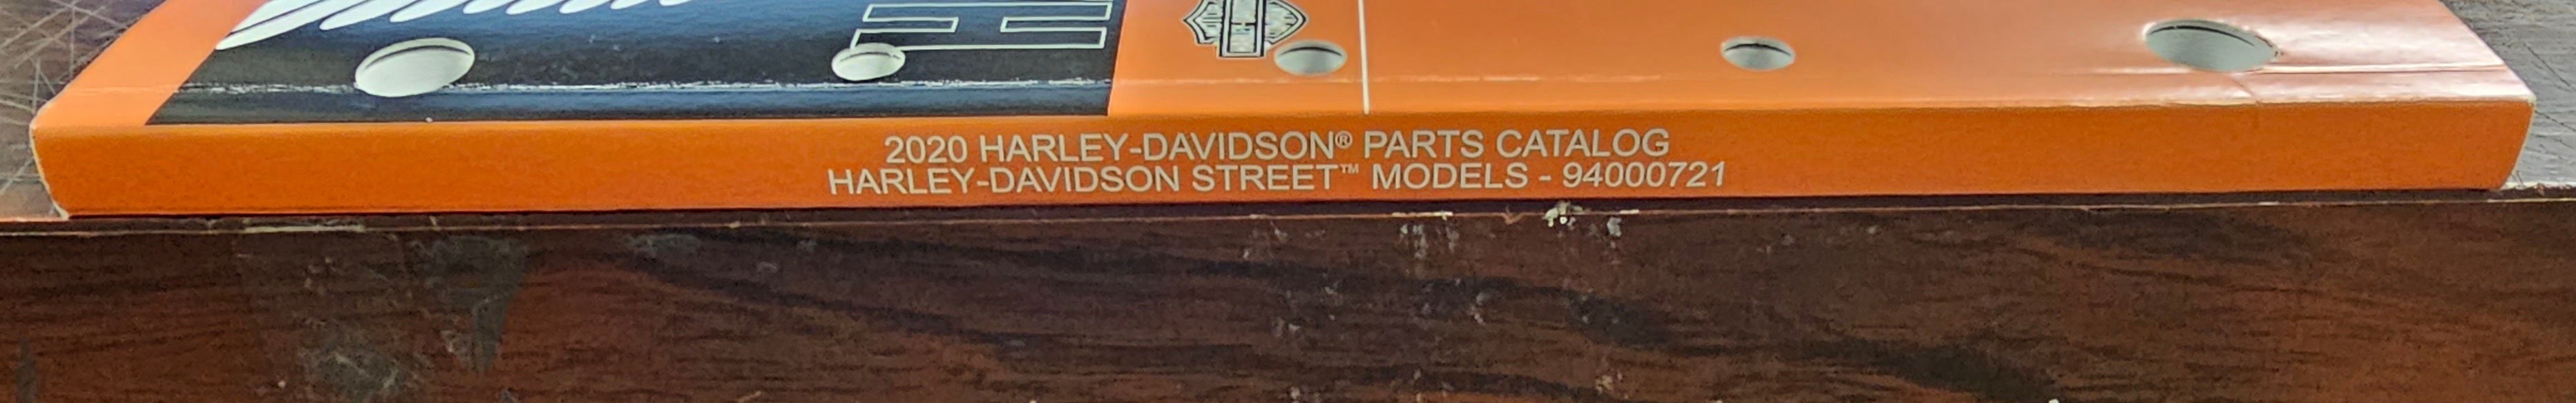 2020 HARLEY-DAVIDSON® PARTS CATALOG
HARLEY-DAVIDSON STREET™ MODELS - 94000721